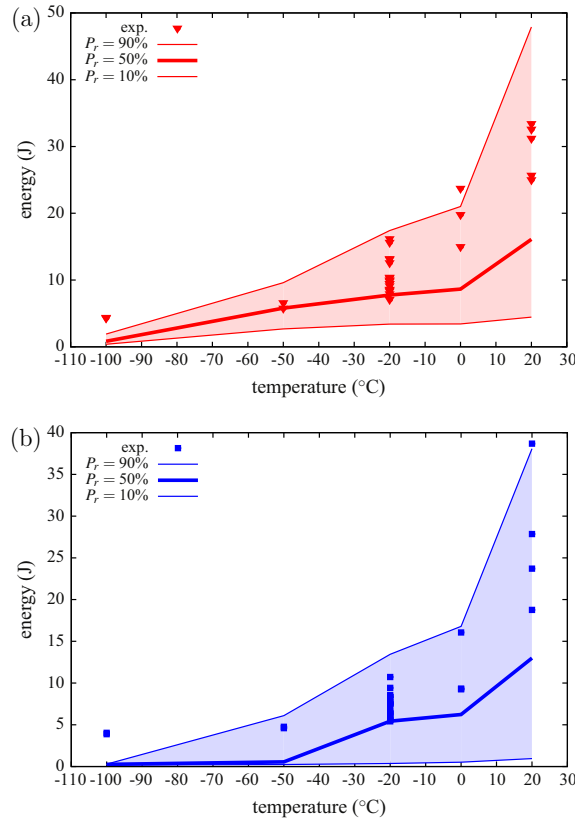 (a)
exp.
P_r = 90%
P_r = 50%
P_r = 10%
50
40
30
20
10
0
energy (J)
-110 -100 -90 -80 -70 -60 -50 -40 -30 -20 -10 0 10 20 30
temperature (°C)
(b)
exp.
P_r = 90%
P_r = 50%
P_r = 10%
40
35
30
25
20
15
10
5
0
energy (J)
-110 -100 -90 -80 -70 -60 -50 -40 -30 -20 -10 0 10 20 30
temperature (°C)